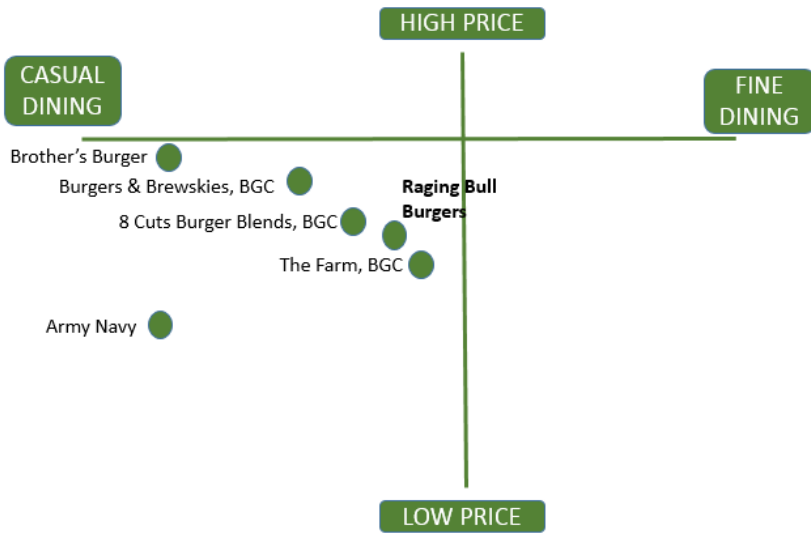 HIGH PRICE
CASUAL
DINING
FINE
DINING
Brother’s Burger
Burgers & Brewskies, BGC
Raging Bull
Burgers
8 Cuts Burger Blends, BGC
The Farm, BGC
Army Navy
LOW PRICE